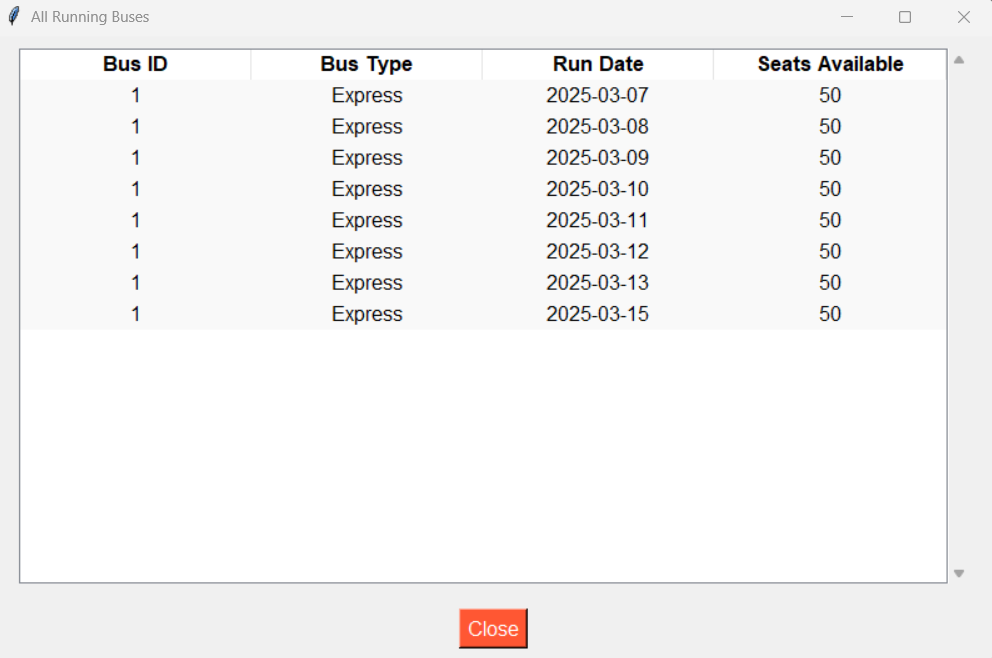 All Running Buses
Bus ID Bus Type Run Date Seats Available
1 Express 2025-03-07 50
1 Express 2025-03-08 50
1 Express 2025-03-09 50
1 Express 2025-03-10 50
1 Express 2025-03-11 50
1 Express 2025-03-12 50
1 Express 2025-03-13 50
1 Express 2025-03-15 50
Close